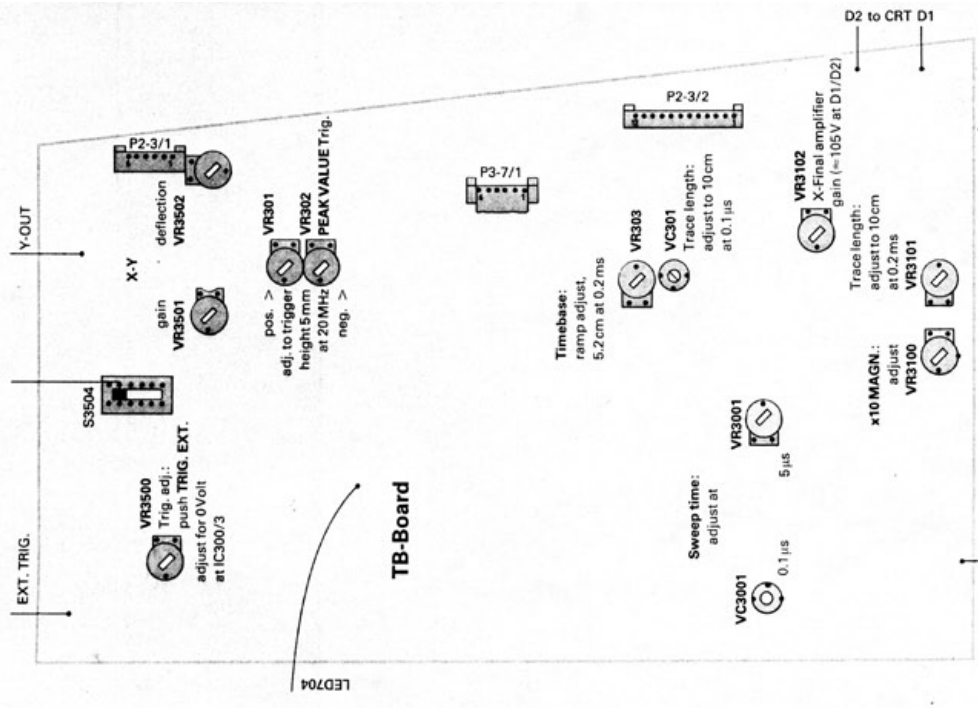 D2 to CRT D1
P2-3/1
P2-3/2
P3-7/1
Y-OUT
X-Y
deflection
VR3502
gain
VR3501
VR301
VR302
PEAK VALUE Trig.
pos. >
adj. to trigger
height 5 mm
at 20 MHz
neg. >
S3504
EXT. TRIG.
VR3500
Trig. adj.:
push TRIG. EXT.
adjust for 0Volt
at IC300/3
LED704
TB-Board
Timebase:
ramp adjust,
5.2cm at 0.2ms
VR303
VC301
Trace length:
adjust to 10cm
at 0.1 µs
VR3102
X-Final amplifier
gain (≈105V at D1/D2)
Trace length:
adjust to 10cm
at 0.2 ms
VR3101
x10 MAGN.:
adjust
VR3100
Sweep time:
adjust at
VR3001
5µs
VC3001
0.1 µs